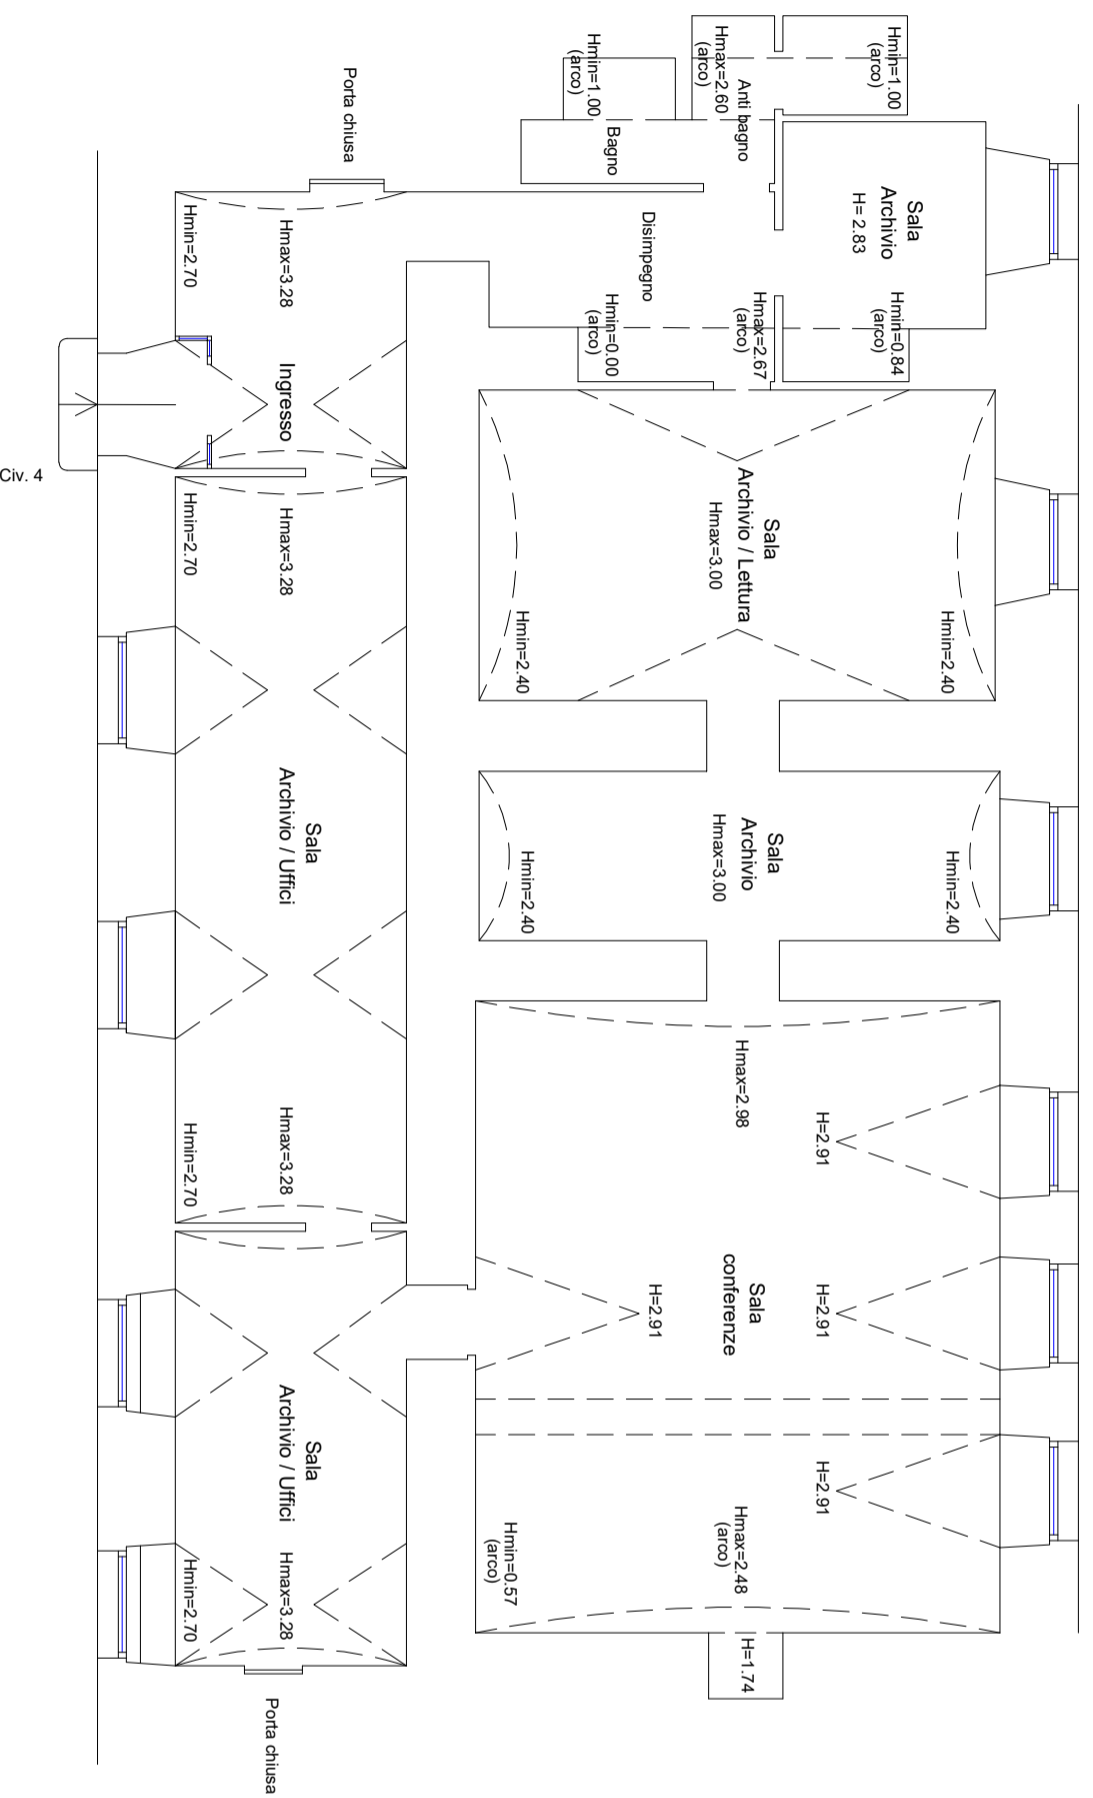 Porta chiusa
Hmin=1.00
(arco)
Bagno
Hmax=2.60
(arco)
Anti bagno
Hmin=1.00
(arco)
Sala
Archivio
H= 2.83
Disimpegno
Hmin=0.00
(arco)
Hmax=2.67
(arco)
Hmin=0.84
(arco)
Hmin=2.70
Hmax=3.28
Ingresso
Civ. 4
Sala
Archivio / Lettura
Hmax=3.00
Hmin=2.40
Hmin=2.40
Hmin=2.70
Hmax=3.28
Sala
Archivio / Uffici
Hmax=3.28
Hmin=2.70
Sala
Archivio
Hmax=3.00
Hmin=2.40
Hmin=2.40
Hmax=2.98
H=2.91
Sala
conferenze
H=2.91
H=2.91
H=2.91
Hmax=2.48
(arco)
Hmin=0.57
(arco)
H=1.74
Sala
Archivio / Uffici
Hmax=3.28
Hmin=2.70
Porta chiusa